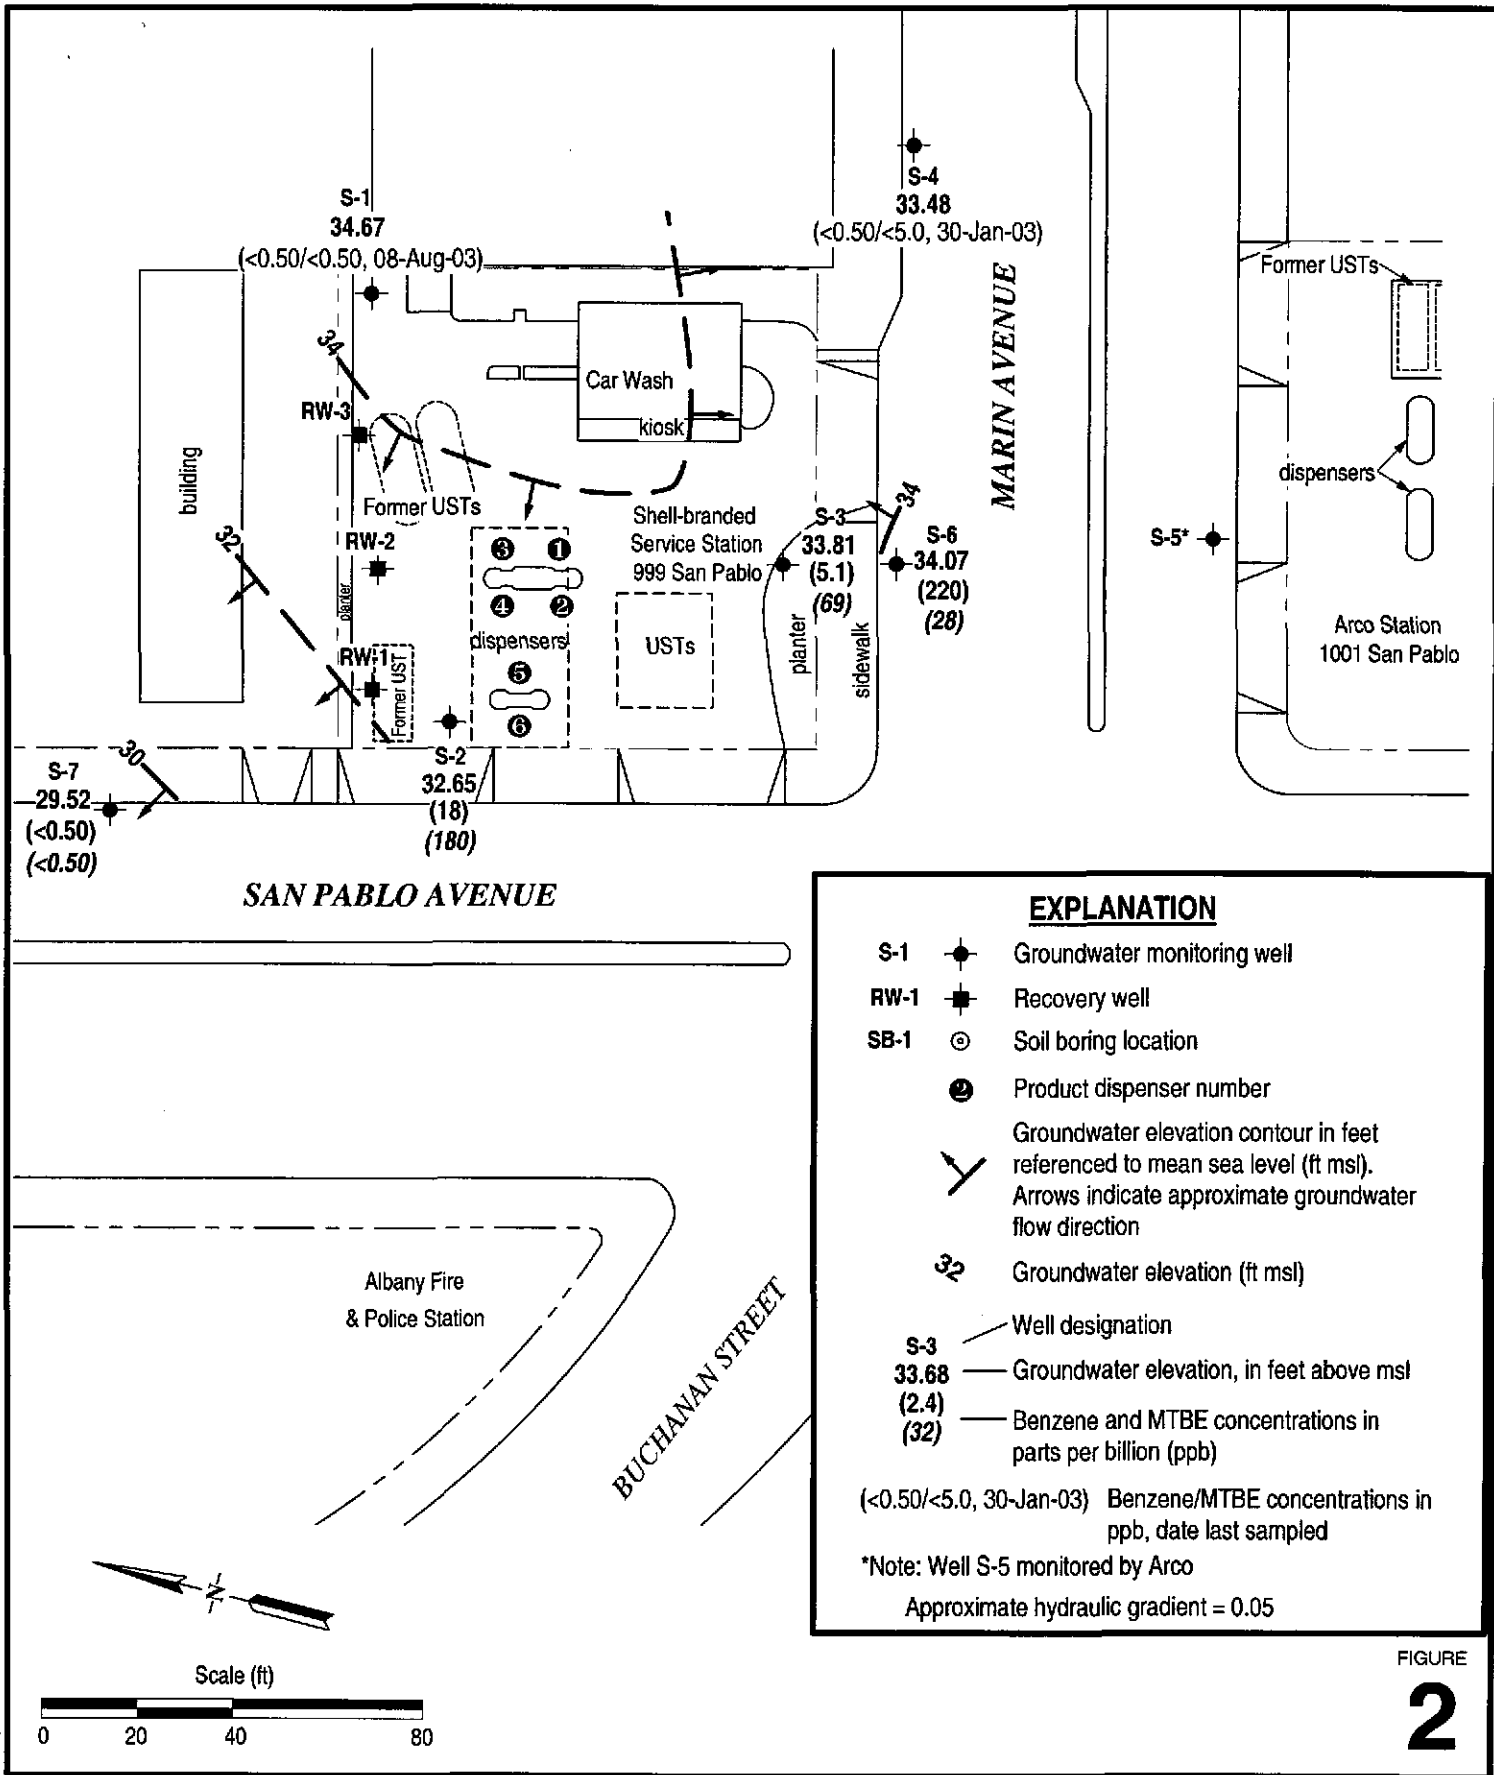 S-1
34.67
(<0.50/<0.50, 08-Aug-03)
S-4
33.48
(<0.50/<5.0, 30-Jan-03)
MARIN AVENUE
Former USTs
34
RW-3
Car Wash
kiosk
building
Former USTs
dispensers
32
RW-2
planter
3
1
4
2
dispensers
5
6
Shell-branded
Service Station
999 San Pablo
USTs
S-3
33.81
(5.1)
(69)
34
S-6
34.07
(220)
(28)
S-5*
planter
sidewalk
Arco Station
1001 San Pablo
RW-1
Former UST
30
S-7
29.52
(<0.50)
(<0.50)
S-2
32.65
(18)
(180)
SAN PABLO AVENUE
EXPLANATION
S-1 Groundwater monitoring well
RW-1 Recovery well
SB-1 Soil boring location
2 Product dispenser number
Groundwater elevation contour in feet
referenced to mean sea level (ft msl).
Arrows indicate approximate groundwater
flow direction
32 Groundwater elevation (ft msl)
Well designation
S-3
33.68 Groundwater elevation, in feet above msl
(2.4)
(32) Benzene and MTBE concentrations in
parts per billion (ppb)
(<0.50/<5.0, 30-Jan-03) Benzene/MTBE concentrations in
ppb, date last sampled
*Note: Well S-5 monitored by Arco
Approximate hydraulic gradient = 0.05
Albany Fire
& Police Station
BUCHANAN STREET
N
Scale (ft)
0 20 40 80
FIGURE
2